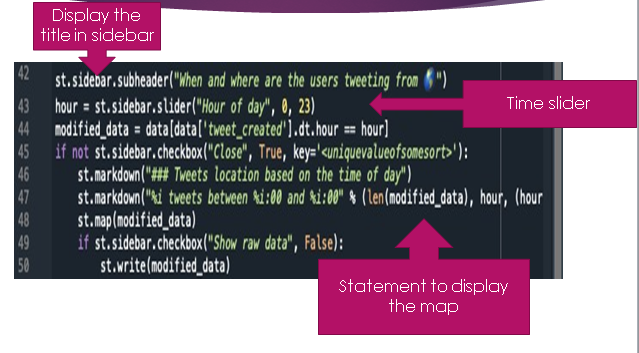 Display the
title in sidebar
42 st.sidebar.subheader("When and where are the users tweeting from 🌎")
43 hour = st.sidebar.slider("Hour of day", 0, 23)
Time slider
44 modified_data = data[data['tweet_created'].dt.hour == hour]
45 if not st.sidebar.checkbox("Close", True, key='<uniquevalueofsomesort>'):
46 st.markdown("### Tweets location based on the time of day")
47 st.markdown("%i tweets between %i:00 and %i:00" % (len(modified_data), hour, (hour
48 st.map(modified_data)
49 if st.sidebar.checkbox("Show raw data", False):
50 st.write(modified_data)
Statement to display
the map